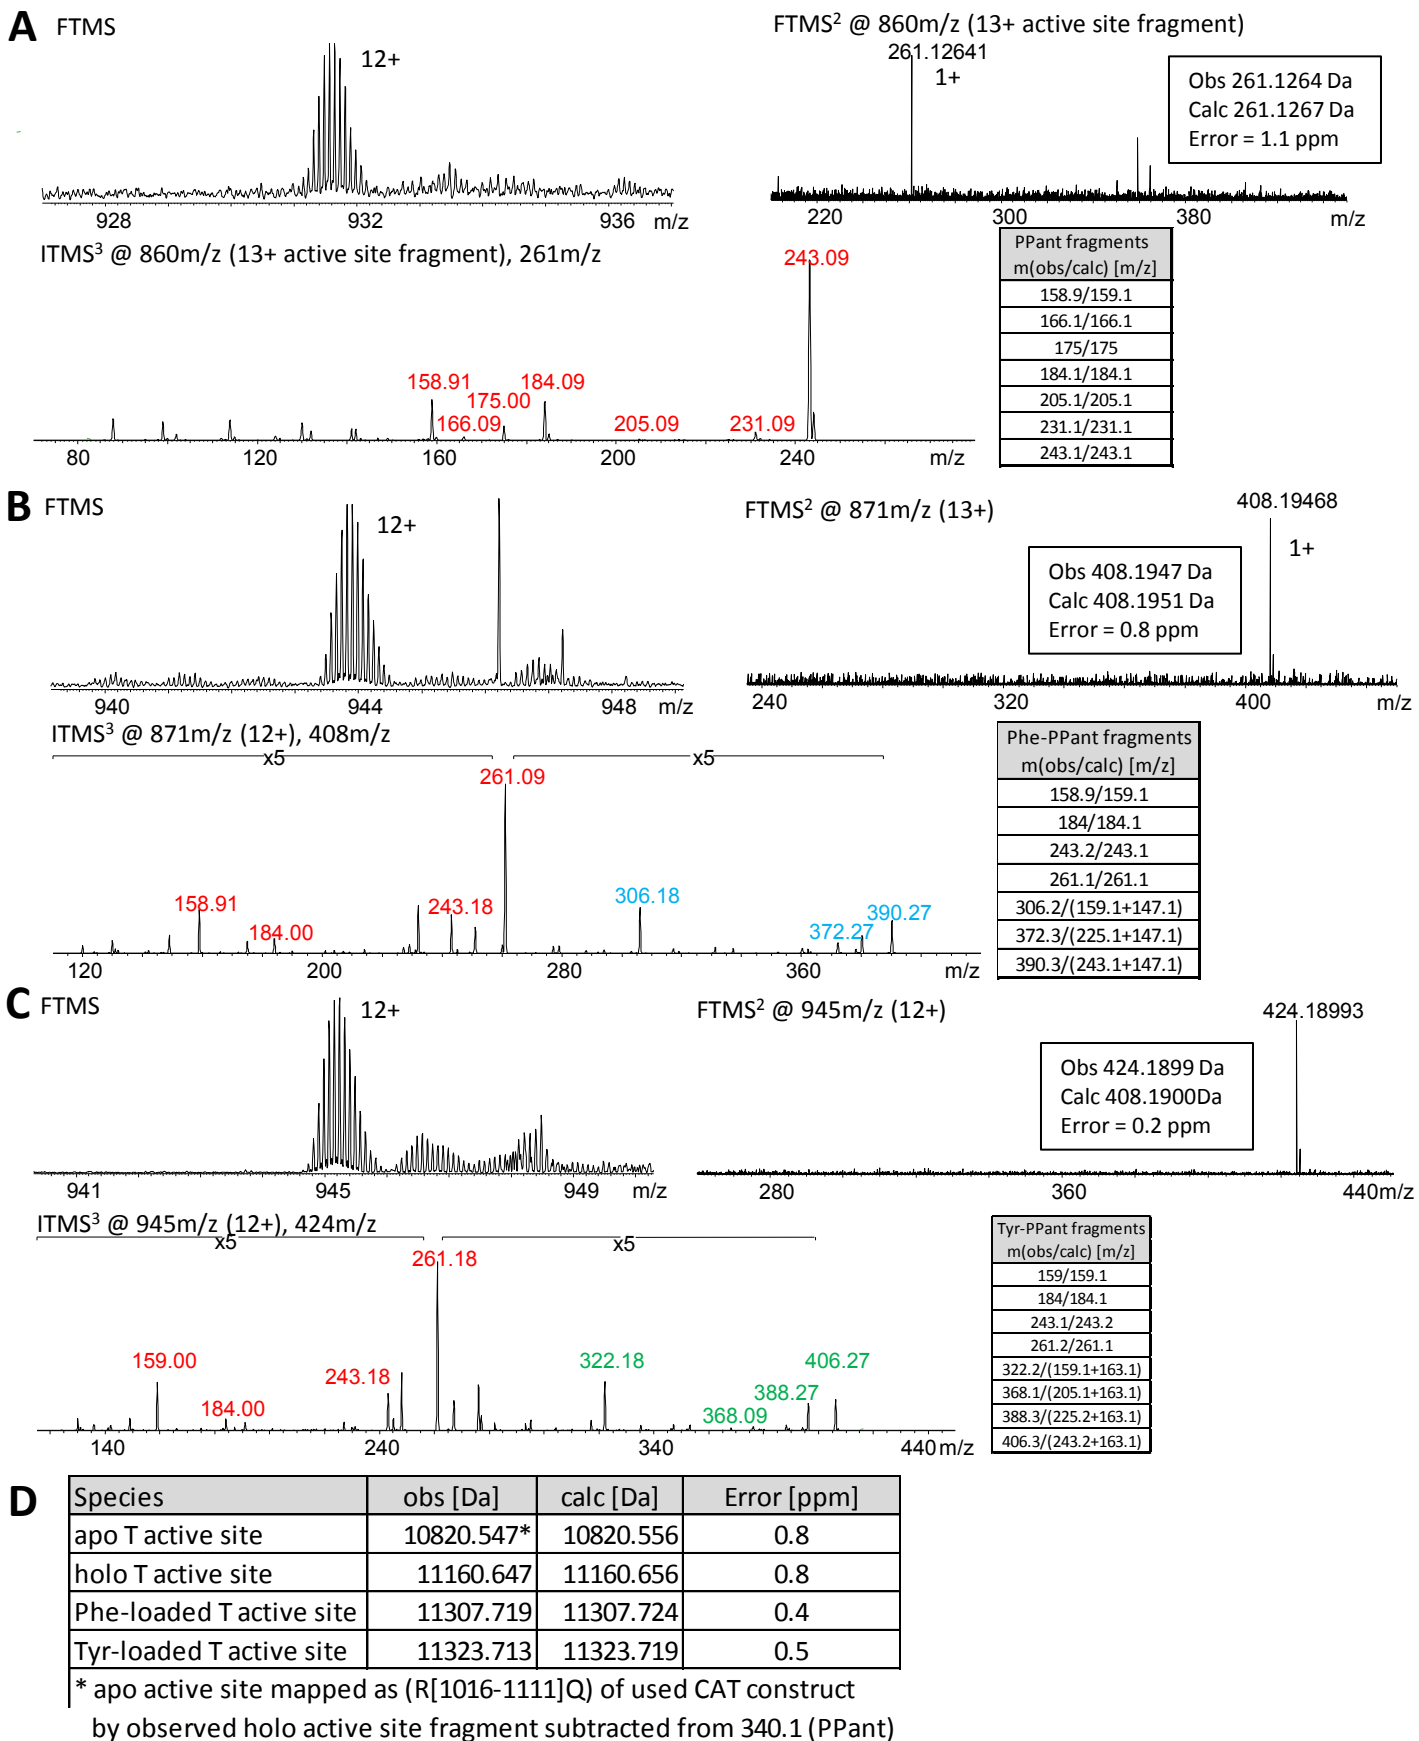 A FTMS
FTMS² @ 860m/z (13+ active site fragment)
12+
261.12641
1+
Obs 261.1264 Da
Calc 261.1267 Da
Error = 1.1 ppm
928 932 936 m/z
220 300 380 m/z
ITMS³ @ 860m/z (13+ active site fragment), 261m/z
243.09
158.91
184.09
175.00
166.09
205.09
231.09
80 120 160 200 240 m/z
PPant fragments
m(obs/calc) [m/z]
158.9/159.1
166.1/166.1
175/175
184.1/184.1
205.1/205.1
231.1/231.1
243.1/243.1
B FTMS
FTMS² @ 871m/z (13+)
12+
408.19468
1+
Obs 408.1947 Da
Calc 408.1951 Da
Error = 0.8 ppm
940 944 948 m/z
240 320 400 m/z
ITMS³ @ 871m/z (12+), 408m/z
x5 x5
261.09
158.91
184.00
243.18
306.18
372.27
390.27
120 200 280 360 m/z
Phe-PPant fragments
m(obs/calc) [m/z]
158.9/159.1
184/184.1
243.2/243.1
261.1/261.1
306.2/(159.1+147.1)
372.3/(225.1+147.1)
390.3/(243.1+147.1)
C FTMS
FTMS² @ 945m/z (12+)
12+
424.18993
Obs 424.1899 Da
Calc 408.1900Da
Error = 0.2 ppm
941 945 949 m/z
280 360 440m/z
ITMS³ @ 945m/z (12+), 424m/z
x5 x5
261.18
159.00
184.00
243.18
322.18
368.09
388.27
406.27
140 240 340 440 m/z
Tyr-PPant fragments
m(obs/calc) [m/z]
159/159.1
184/184.1
243.1/243.2
261.2/261.1
322.2/(159.1+163.1)
368.1/(205.1+163.1)
388.3/(225.2+163.1)
406.3/(243.2+163.1)
D
Species obs [Da] calc [Da] Error [ppm]
apo T active site 10820.547* 10820.556 0.8
holo T active site 11160.647 11160.656 0.8
Phe-loaded T active site 11307.719 11307.724 0.4
Tyr-loaded T active site 11323.713 11323.719 0.5
* apo active site mapped as (R[1016-1111]Q) of used CAT construct
by observed holo active site fragment subtracted from 340.1 (PPant)